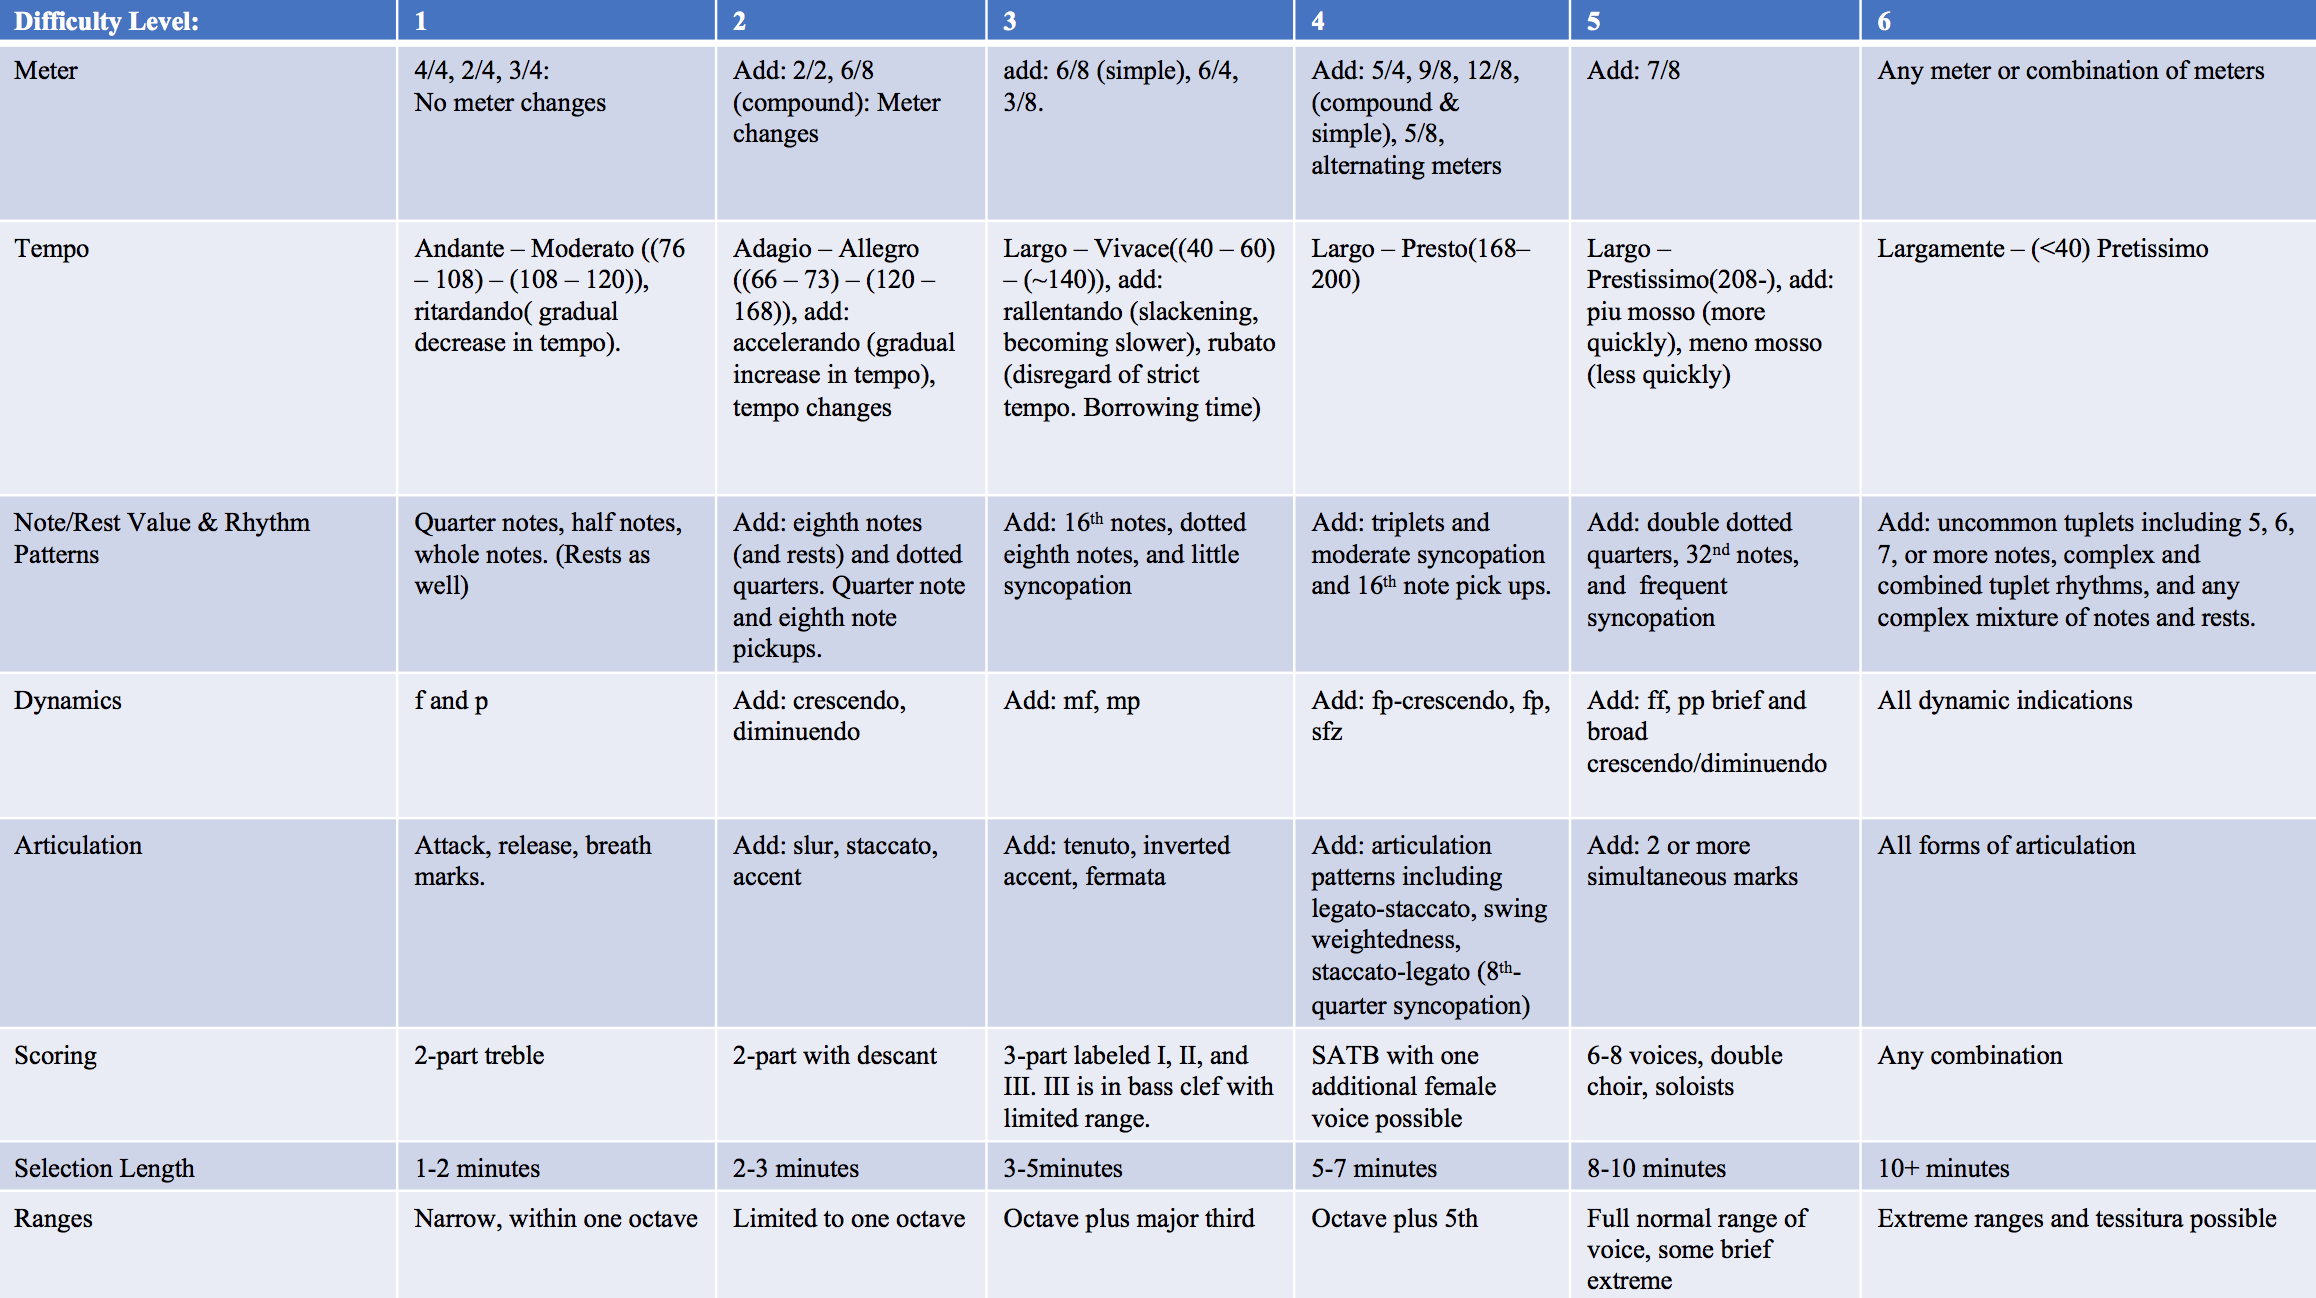 Difficulty Level: 1 2 3 4 5 6
Meter
4/4, 2/4, 3/4:
No meter changes
Add: 2/2, 6/8
(compound): Meter
changes
add: 6/8 (simple), 6/4,
3/8.
Add: 5/4, 9/8, 12/8,
(compound &
simple), 5/8,
alternating meters
Add: 7/8
Any meter or combination of meters
Tempo
Andante – Moderato ((76
– 108) – (108 – 120)),
ritardando( gradual
decrease in tempo).
Adagio – Allegro
((66 – 73) – (120 –
168)), add:
accelerando (gradual
increase in tempo),
tempo changes
Largo – Vivace((40 – 60)
– (~140)), add:
rallentando (slackening,
becoming slower), rubato
(disregard of strict
tempo. Borrowing time)
Largo – Presto(168–
200)
Largo –
Prestissimo(208-), add:
piu mosso (more
quickly), meno mosso
(less quickly)
Largamente – (<40) Pretissimo
Note/Rest Value & Rhythm
Patterns
Quarter notes, half notes,
whole notes. (Rests as
well)
Add: eighth notes
(and rests) and dotted
quarters. Quarter note
and eighth note
pickups.
Add: 16th notes, dotted
eighth notes, and little
syncopation
Add: triplets and
moderate syncopation
and 16th note pick ups.
Add: double dotted
quarters, 32nd notes,
and frequent
syncopation
Add: uncommon tuplets including 5, 6,
7, or more notes, complex and
combined tuplet rhythms, and any
complex mixture of notes and rests.
Dynamics
f and p
Add: crescendo,
diminuendo
Add: mf, mp
Add: fp-crescendo, fp,
sfz
Add: ff, pp brief and
broad
crescendo/diminuendo
All dynamic indications
Articulation
Attack, release, breath
marks.
Add: slur, staccato,
accent
Add: tenuto, inverted
accent, fermata
Add: articulation
patterns including
legato-staccato, swing
weightedness,
staccato-legato (8th-
quarter syncopation)
Add: 2 or more
simultaneous marks
All forms of articulation
Scoring
2-part treble
2-part with descant
3-part labeled I, II, and
III. III is in bass clef with
limited range.
SATB with one
additional female
voice possible
6-8 voices, double
choir, soloists
Any combination
Selection Length
1-2 minutes
2-3 minutes
3-5minutes
5-7 minutes
8-10 minutes
10+ minutes
Ranges
Narrow, within one octave
Limited to one octave
Octave plus major third
Octave plus 5th
Full normal range of
voice, some brief
extreme
Extreme ranges and tessitura possible